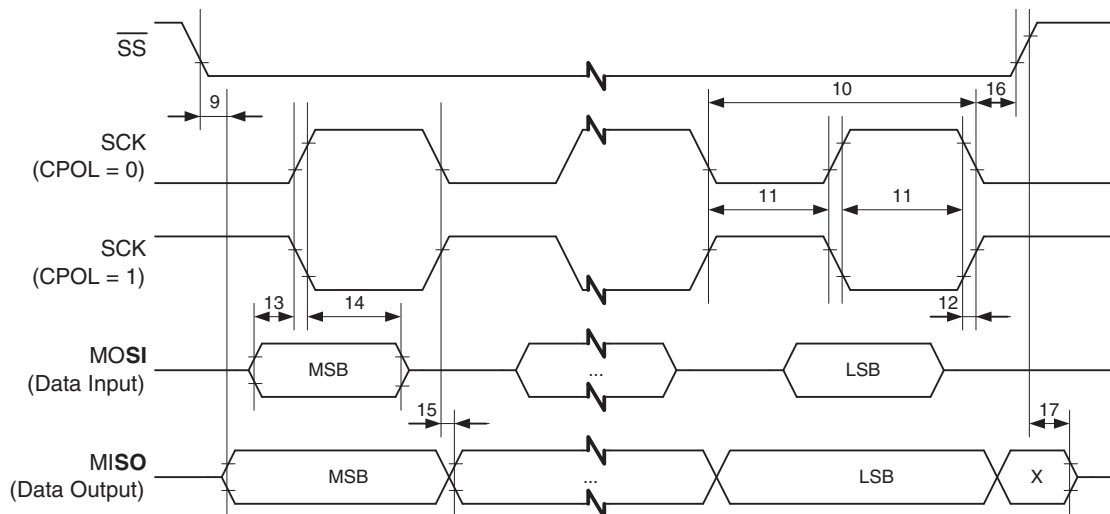 SS
9
10
16
SCK
(CPOL = 0)
11
11
SCK
(CPOL = 1)
13
14
12
MOSI
(Data Input)
MSB
...
LSB
15
17
MISO
(Data Output)
MSB
...
LSB
X